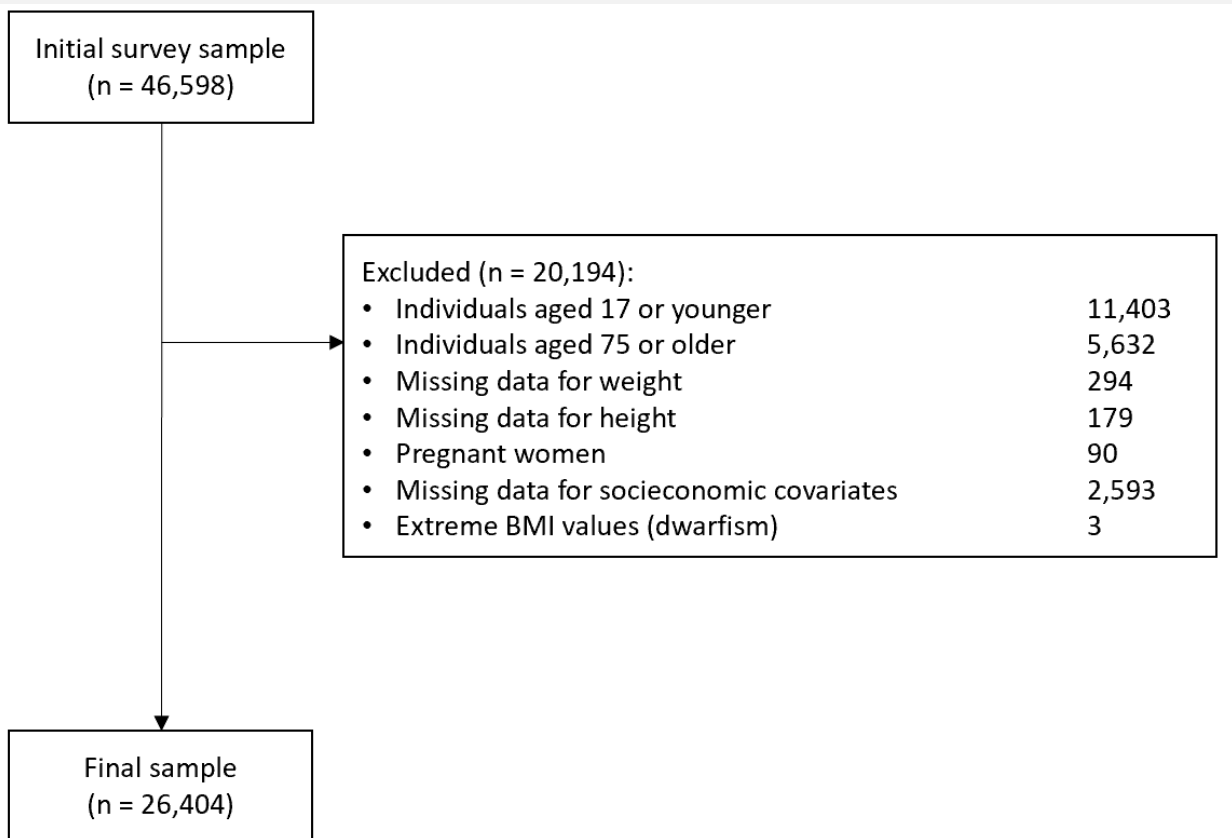 Initial survey sample
(n = 46,598)
Excluded (n = 20,194):
• Individuals aged 17 or younger 11,403
• Individuals aged 75 or older 5,632
• Missing data for weight 294
• Missing data for height 179
• Pregnant women 90
• Missing data for socieconomic covariates 2,593
• Extreme BMI values (dwarfism) 3
Final sample
(n = 26,404)